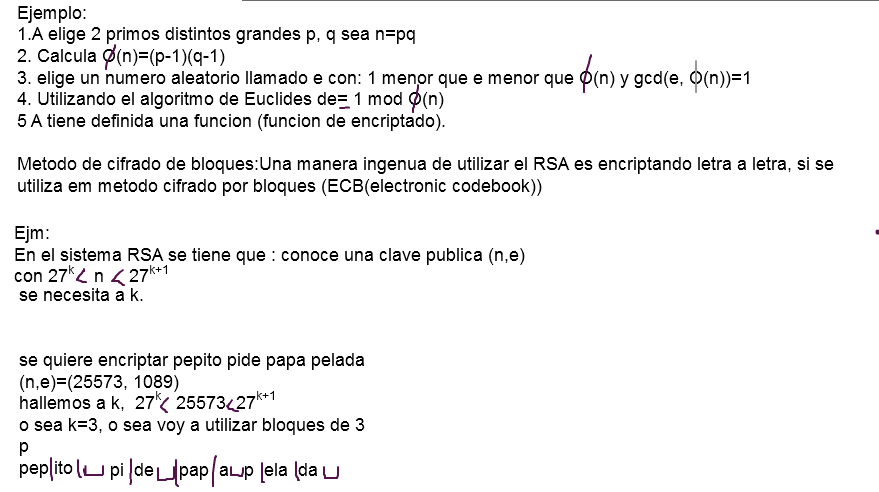 Ejemplo:
1.A elige 2 primos distintos grandes p, q sea n=pq
2. Calcula ϕ(n)=(p-1)(q-1)
3. elige un numero aleatorio llamado e con: 1 menor que e menor que ϕ(n) y gcd(e, ϕ(n))=1
4. Utilizando el algoritmo de Euclides de≡ 1 mod ϕ(n)
5 A tiene definida una funcion (funcion de encriptado).
Metodo de cifrado de bloques:Una manera ingenua de utilizar el RSA es encriptando letra a letra, si se
utiliza em metodo cifrado por bloques (ECB(electronic codebook))
Ejm:
En el sistema RSA se tiene que : conoce una clave publica (n,e)
con 27^k < n < 27^k+1
se necesita a k.
se quiere encriptar pepito pide papa pelada
(n,e)=(25573, 1089)
hallemos a k, 27^k < 25573<27^k+1
o sea k=3, o sea voy a utilizar bloques de 3
p
pep|ito|␣ pi |de␣|pap|a␣p |ela |da ␣